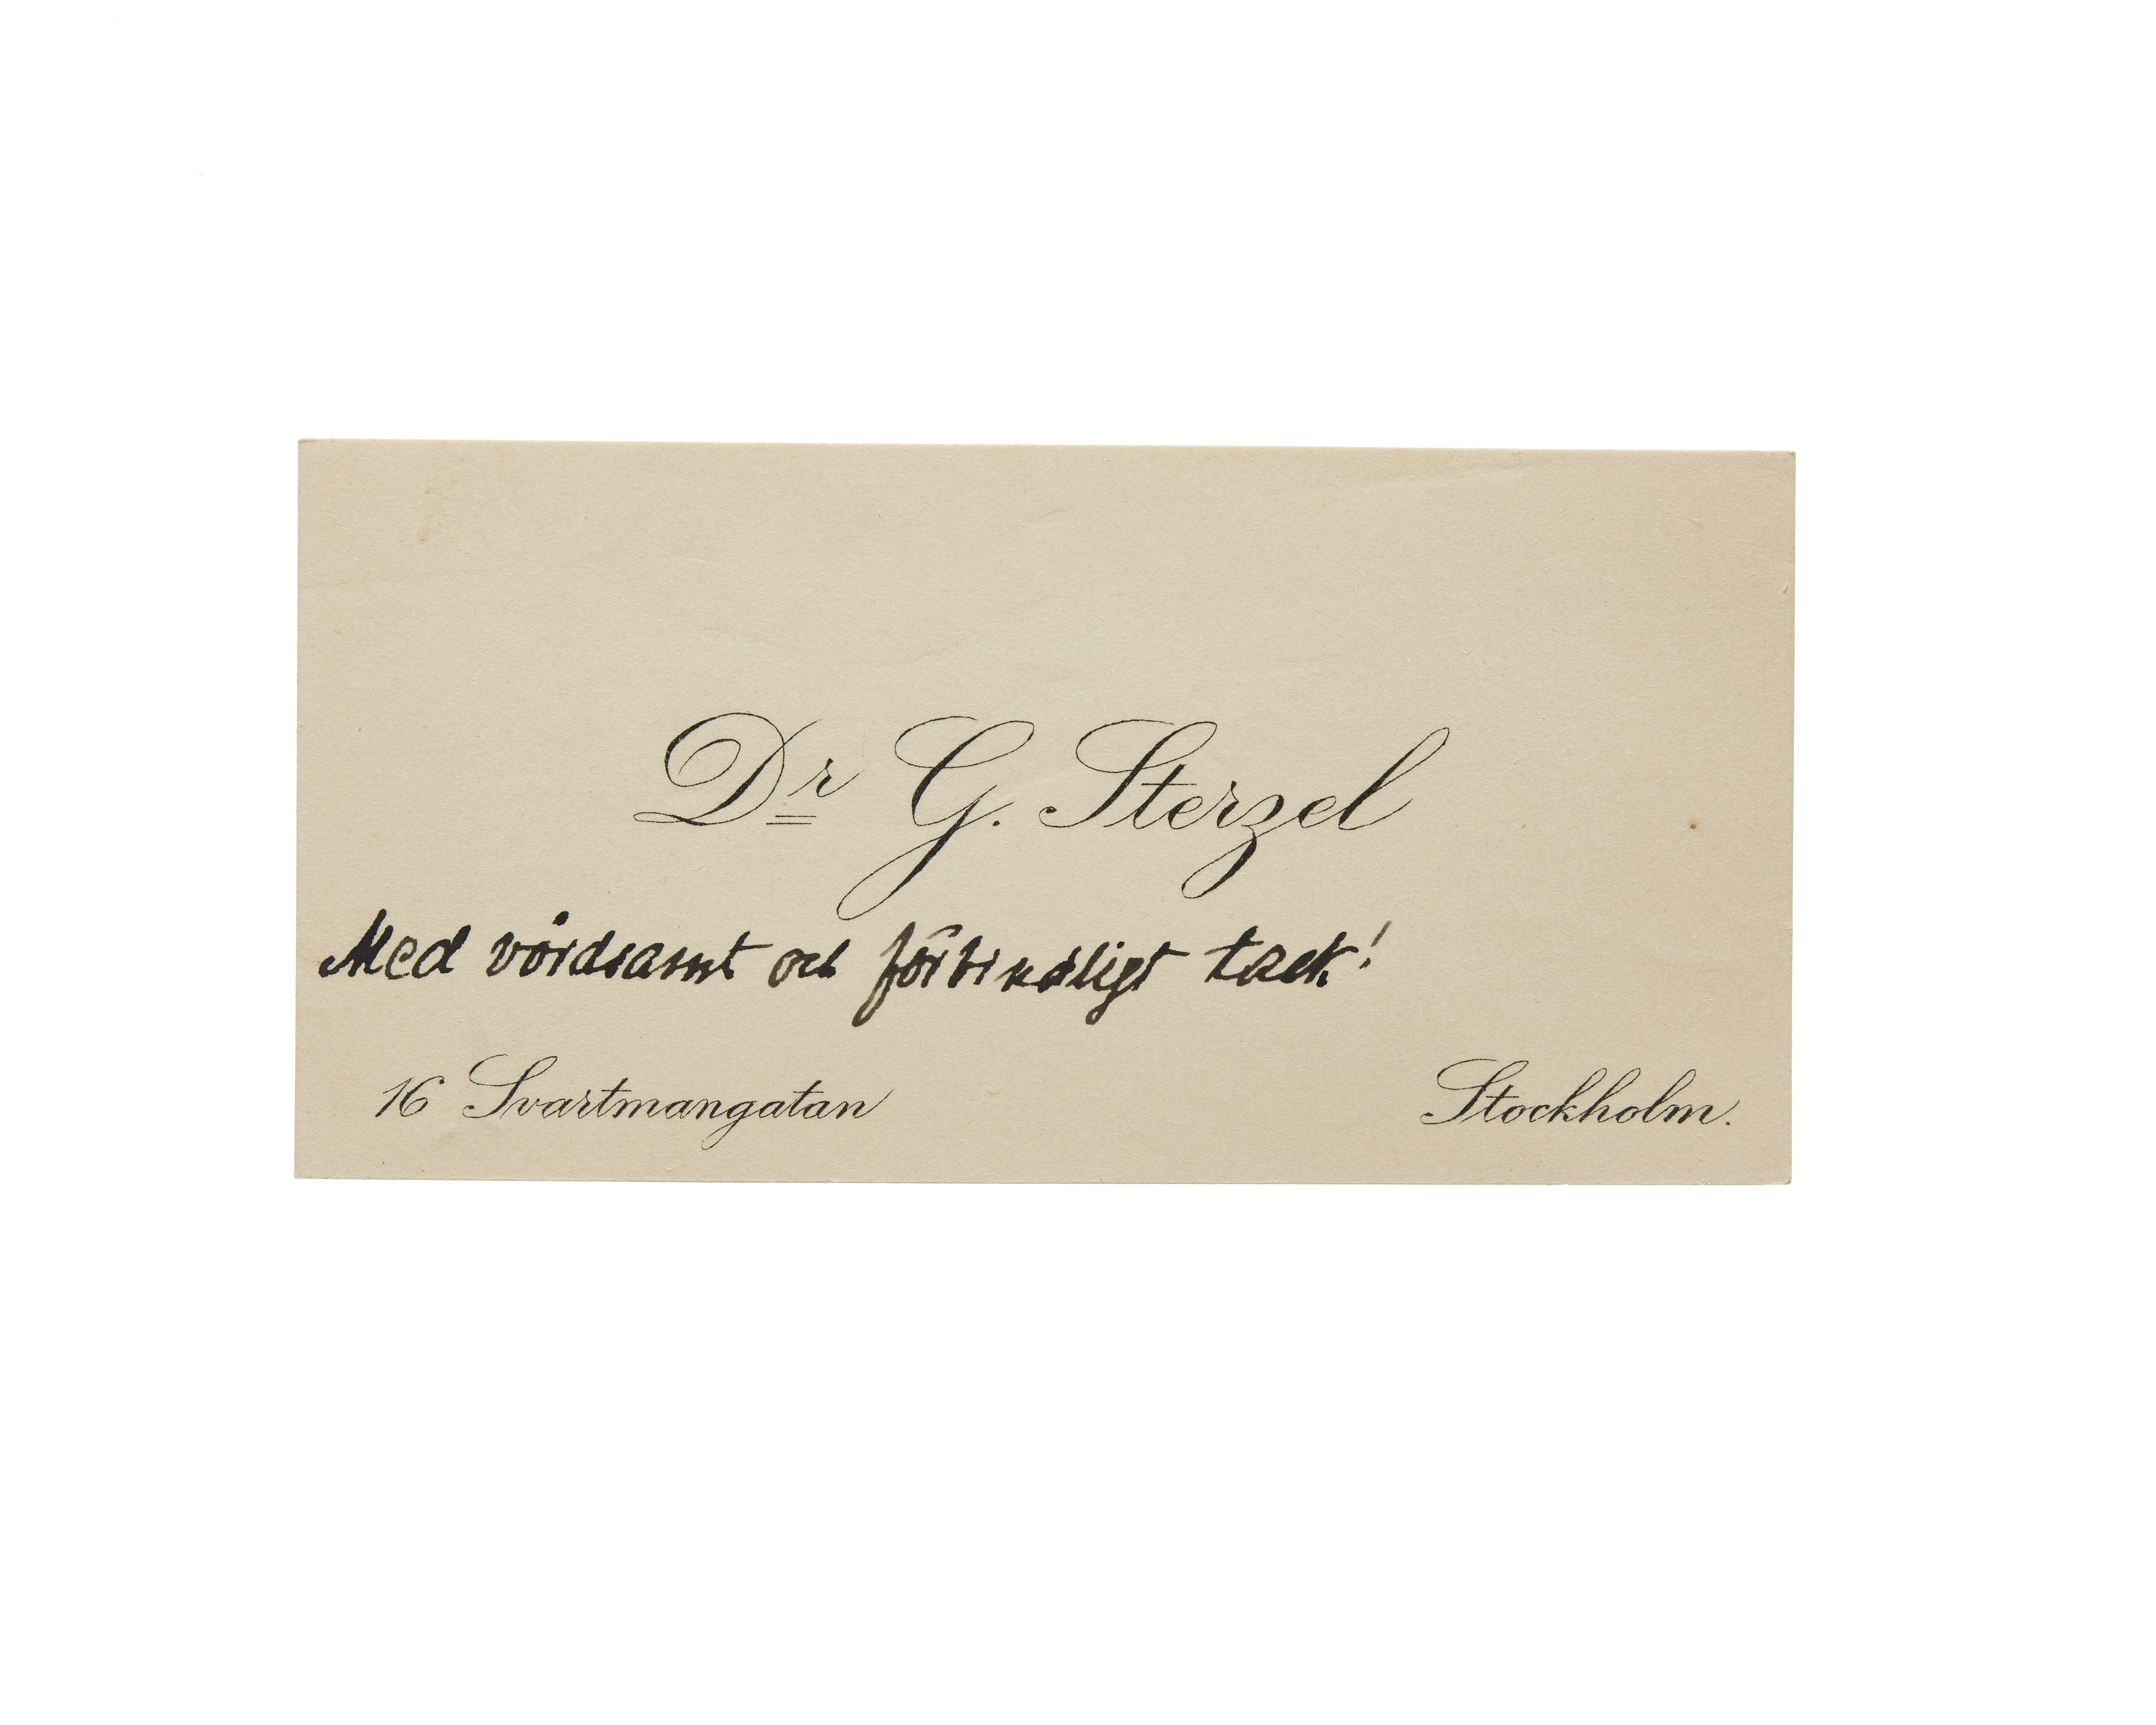 Dr G. Sterzel
Med vördsamt och förbindligt tack!
16 Svartmangatan Stockholm.